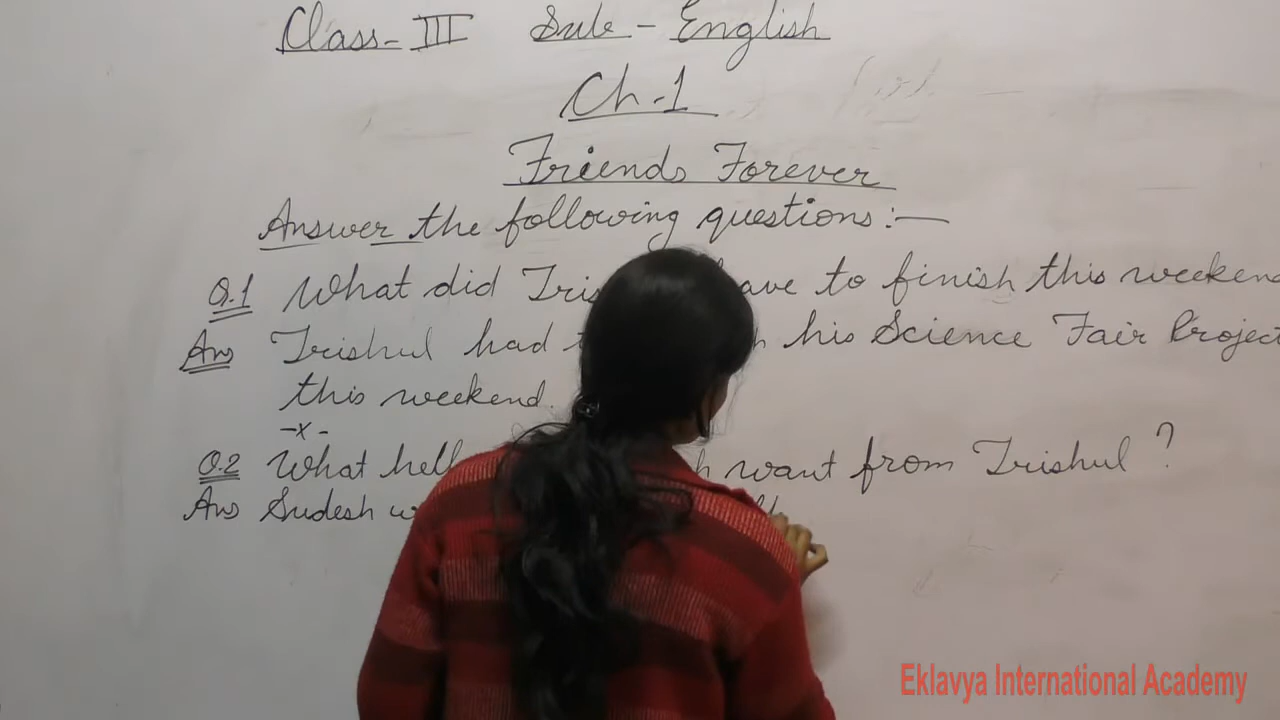 Class-III Sub-English
Ch.1
Friends Forever
Answer the following questions:-
Q.1 What did to finish this weekend
Ans Trishul had his Science Fair Project
this weekend.
-x-
Q.2 What want from Trishul ?
Ans Sudesh
Eklavya International Academy